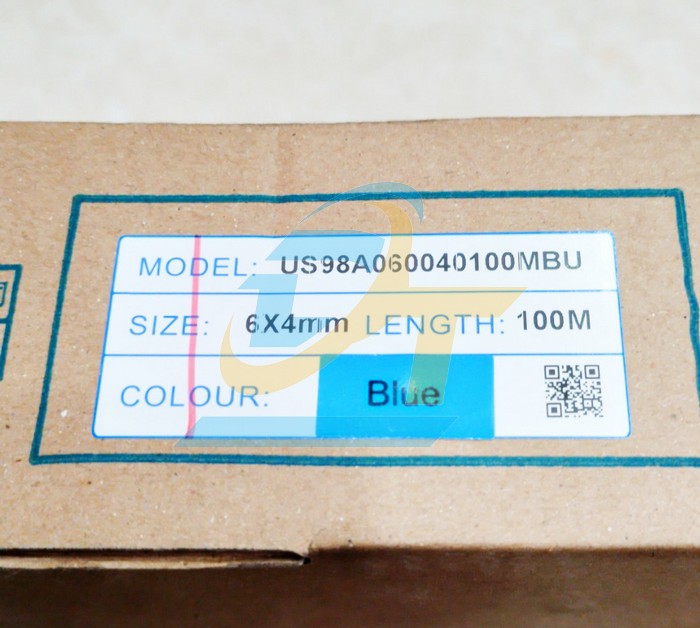 MODEL: US98A060040100MBU
SIZE: 6X4mm LENGTH: 100M
COLOUR: Blue